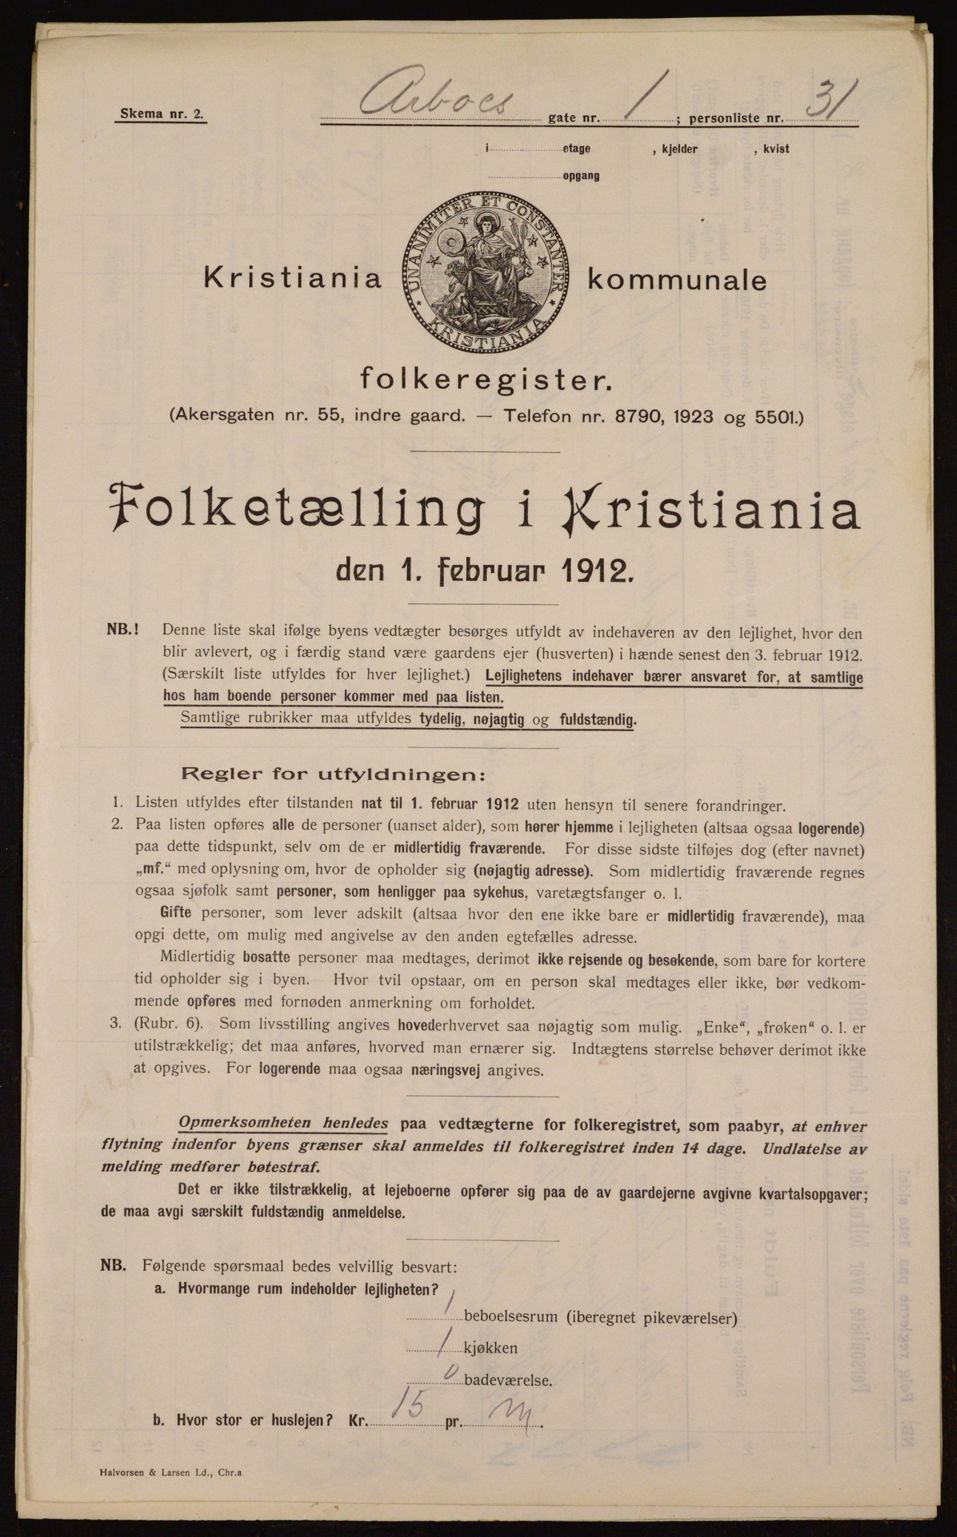 Skema nr. 2.
Arboes gate nr. 1; personliste nr. 31
i etage , kjelder , kvist
opgang
UNANIMITER ET CONSTANTER
KRISTIANIA
Kristiania kommunale
folkeregister.
(Akersgaten nr. 55, indre gaard. — Telefon nr. 8790, 1923 og 5501.)
Folketælling i Kristiania
den 1. februar 1912.
NB.! Denne liste skal ifølge byens vedtægter besørges utfyldt av indehaveren av den lejlighet, hvor den
blir avlevert, og i færdig stand være gaardens ejer (husverten) i hænde senest den 3. februar 1912.
(Særskilt liste utfyldes for hver lejlighet.) Lejlighetens indehaver bærer ansvaret for, at samtlige
hos ham boende personer kommer med paa listen.
Samtlige rubrikker maa utfyldes tydelig, nøjagtig og fuldstændig.
Regler for utfyldningen:
1. Listen utfyldes efter tilstanden nat til 1. februar 1912 uten hensyn til senere forandringer.
2. Paa listen opføres alle de personer (uanset alder), som hører hjemme i lejligheten (altsaa ogsaa logerende)
paa dette tidspunkt, selv om de er midlertidig fraværende. For disse sidste tilføjes dog (efter navnet)
„mf.“ med oplysning om, hvor de opholder sig (nøjagtig adresse). Som midlertidig fraværende regnes
ogsaa sjøfolk samt personer, som henligger paa sykehus, varetægtsfanger o. l.
Gifte personer, som lever adskilt (altsaa hvor den ene ikke bare er midlertidig fraværende), maa
opgi dette, om mulig med angivelse av den anden egtefælles adresse.
Midlertidig bosatte personer maa medtages, derimot ikke rejsende og besøkende, som bare for kortere
tid opholder sig i byen. Hvor tvil opstaar, om en person skal medtages eller ikke, bør vedkom-
mende opføres med fornøden anmerkning om forholdet.
3. (Rubr. 6). Som livsstilling angives hovederhvervet saa nøjagtig som mulig. „Enke“, „frøken“ o. l. er
utilstrækkelig; det maa anføres, hvorved man ernærer sig. Indtægtens størrelse behøver derimot ikke
at opgives. For logerende maa ogsaa næringsvej angives.
Opmerksomheten henledes paa vedtægterne for folkeregistret, som paabyr, at enhver
flytning indenfor byens grænser skal anmeldes til folkeregistret inden 14 dage. Undlatelse av
melding medfører bøtestraf.
Det er ikke tilstrækkelig, at lejeboerne opfører sig paa de av gaardejerne avgivne kvartalsopgaver;
de maa avgi særskilt fuldstændig anmeldelse.
NB. Følgende spørsmaal bedes velvillig besvart:
a. Hvormange rum indeholder lejligheten?
1 beboelsesrum (iberegnet pikeværelser)
1 kjøkken
0 badeværelse.
b. Hvor stor er huslejen? Kr. 15 pr. M.
Halvorsen & Larsen Ld., Chr.a